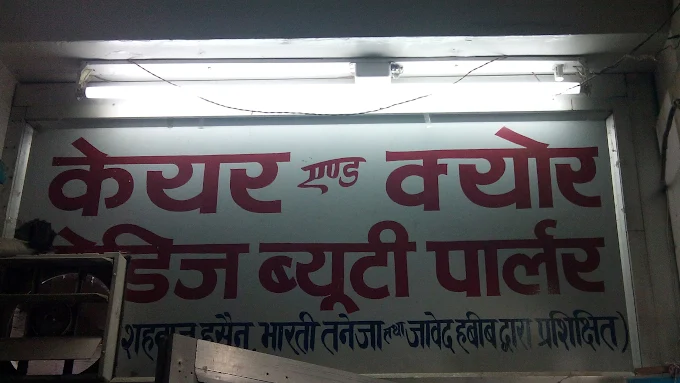 केयर एण्ड क्योर
लेडिज ब्यूटी पार्लर
शहनाज हुसैन, भारती तनेजा तथा जावेद हबीब द्वारा प्रशिक्षित)